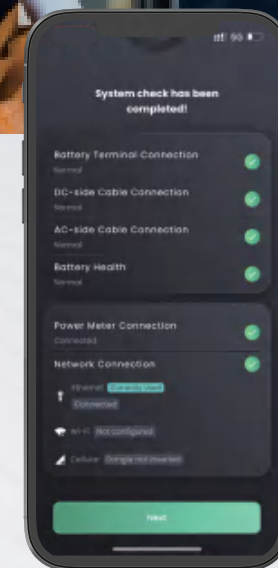 5G
System check has been
completed!
Battery Terminal Connection
Normal
DC-side Cable Connection
Normal
AC-side Cable Connection
Normal
Battery Health
Normal
Power Meter Connection
Connected
Network Connection
Ethernet Currently Used
Connected
Wi-Fi Not configured
Cellular Dongle not inserted
Next